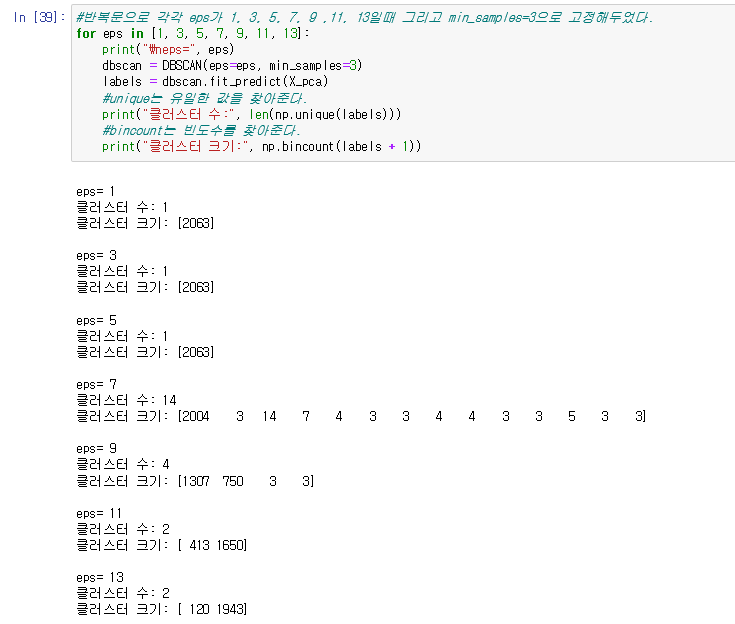 In [39]: #반복문으로 각각 eps가 1, 3, 5, 7, 9 ,11, 13일때 그리고 min_samples=3으로 고정해두었다.
for eps in [1, 3, 5, 7, 9, 11, 13]:
print("₩neps=", eps)
dbscan = DBSCAN(eps=eps, min_samples=3)
labels = dbscan.fit_predict(X_pca)
#unique는 유일한 값을 찾아준다.
print("클러스터 수:", len(np.unique(labels)))
#bincount는 빈도수를 찾아준다.
print("클러스터 크기:", np.bincount(labels + 1))
eps= 1
클러스터 수: 1
클러스터 크기: [2063]
eps= 3
클러스터 수: 1
클러스터 크기: [2063]
eps= 5
클러스터 수: 1
클러스터 크기: [2063]
eps= 7
클러스터 수: 14
클러스터 크기: [2004 3 14 7 4 3 3 4 4 3 3 5 3 3]
eps= 9
클러스터 수: 4
클러스터 크기: [1307 750 3 3]
eps= 11
클러스터 수: 2
클러스터 크기: [ 413 1650]
eps= 13
클러스터 수: 2
클러스터 크기: [ 120 1943]